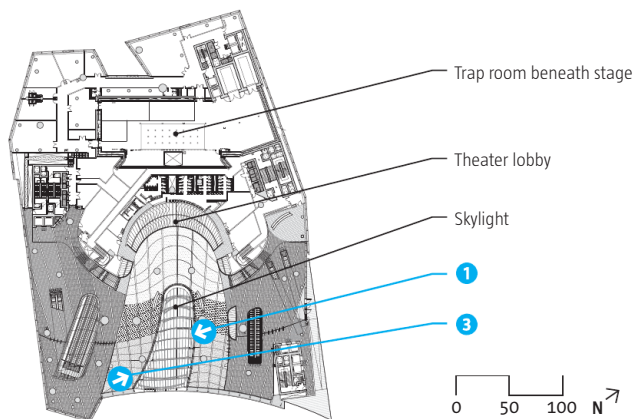 Trap room beneath stage
Theater lobby
Skylight
1
3
0 50 100 N